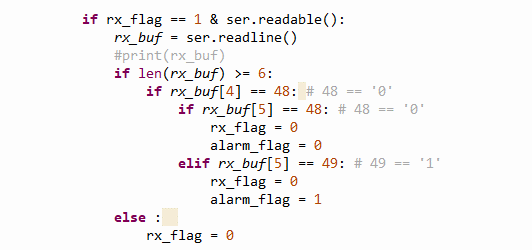 if rx_flag == 1 & ser.readable():
    rx_buf = ser.readline()
    #print(rx_buf)
    if len(rx_buf) >= 6:
        if rx_buf[4] == 48: # 48 == '0'
            if rx_buf[5] == 48: # 48 == '0'
                rx_flag = 0
                alarm_flag = 0
            elif rx_buf[5] == 49: # 49 == '1'
                rx_flag = 0
                alarm_flag = 1
    else :
        rx_flag = 0